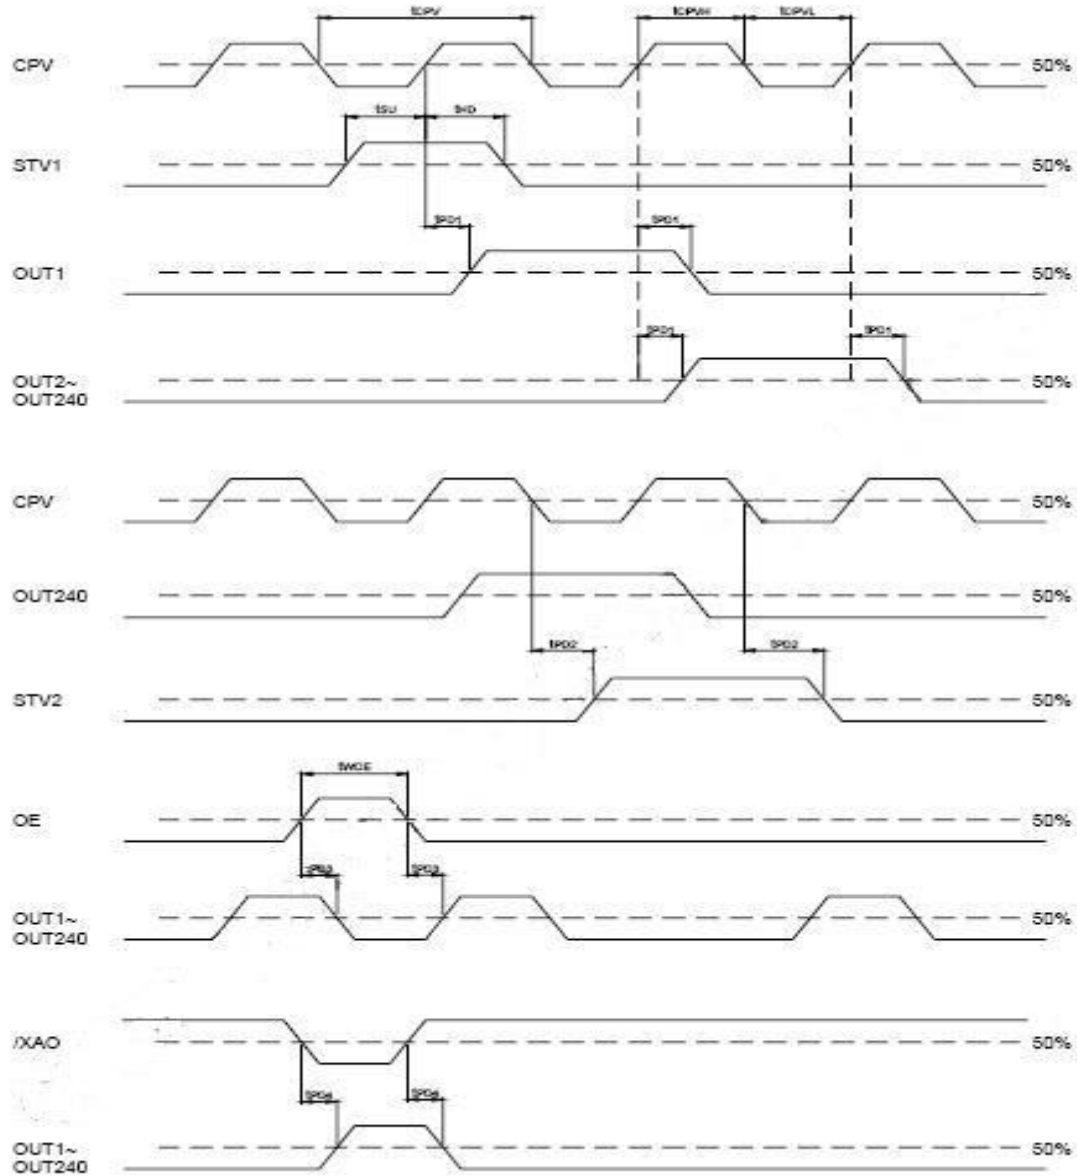 tCPV tCPVH tCPVL
CPV 50%
tSU tHD
STV1 50%
tPD1 tPD1
OUT1 50%
tPD1 tPD1
OUT2~ 50%
OUT240
CPV 50%
OUT240 50%
tPD2 tPD2
STV2 50%
tWOE
OE 50%
tPD3 tPD3
OUT1~ 50%
OUT240
/XAO 50%
tPD4 tPD4
OUT1~ 50%
OUT240